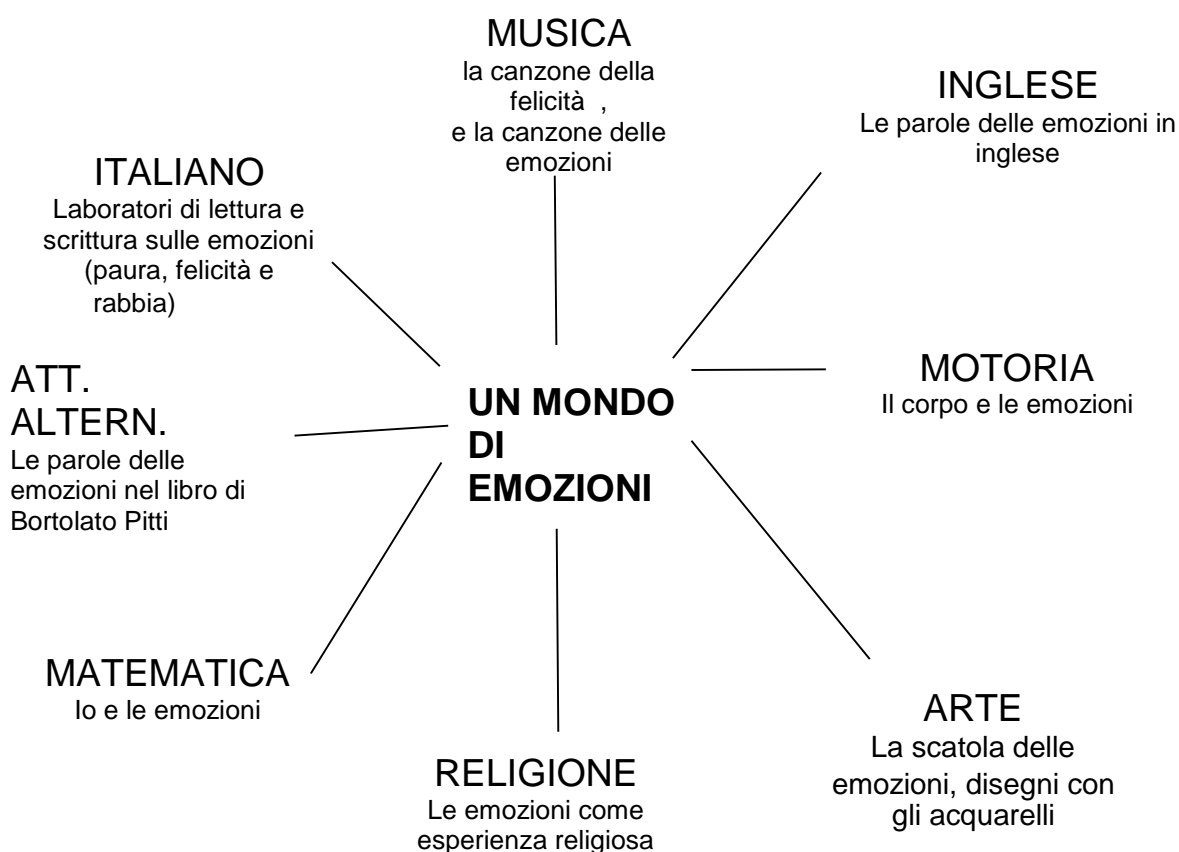 MUSICA
la canzone della
felicità ,
e la canzone delle
emozioni
INGLESE
Le parole delle emozioni in
inglese
ITALIANO
Laboratori di lettura e
scrittura sulle emozioni
(paura, felicità e
rabbia)
MOTORIA
Il corpo e le emozioni
ATT.
ALTERN.
Le parole delle
emozioni nel libro di
Bortolato Pitti
UN MONDO
DI
EMOZIONI
MATEMATICA
Io e le emozioni
RELIGIONE
Le emozioni come
esperienza religiosa
ARTE
La scatola delle
emozioni, disegni con
gli acquarelli